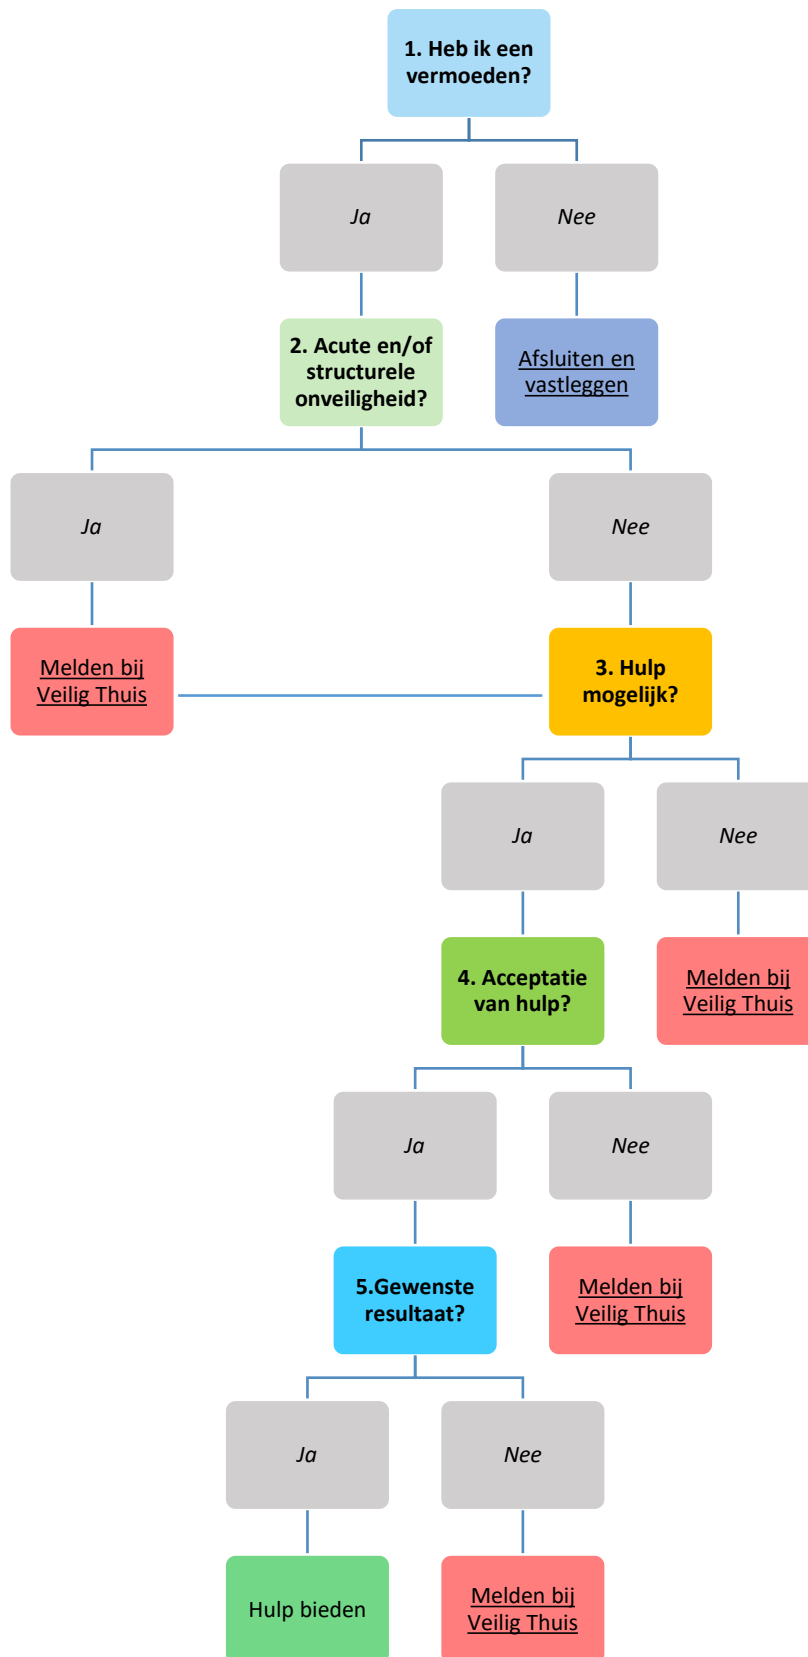 1. Heb ik een
vermoeden?
Ja
Nee
2. Acute en/of
structurele
onveiligheid?
Afsluiten en
vastleggen
Ja
Nee
Melden bij
Veilig Thuis
3. Hulp
mogelijk?
Ja
Nee
4. Acceptatie
van hulp?
Melden bij
Veilig Thuis
Ja
Nee
5.Gewenste
resultaat?
Melden bij
Veilig Thuis
Ja
Nee
Hulp bieden
Melden bij
Veilig Thuis